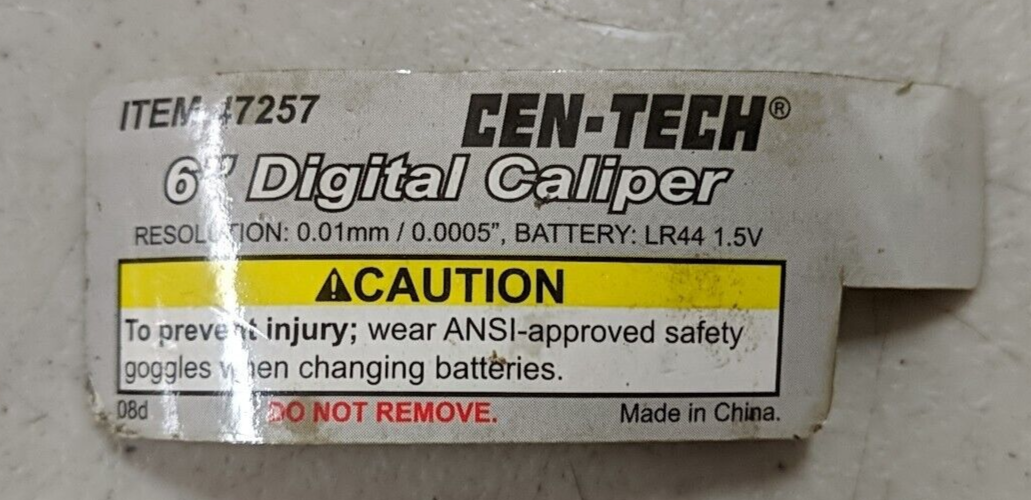 ITEM 47257
CEN-TECH®
6" Digital Caliper
RESOLUTION: 0.01mm / 0.0005", BATTERY: LR44 1.5V
⚠CAUTION
To prevent injury; wear ANSI-approved safety
goggles when changing batteries.
08d DO NOT REMOVE. Made in China.